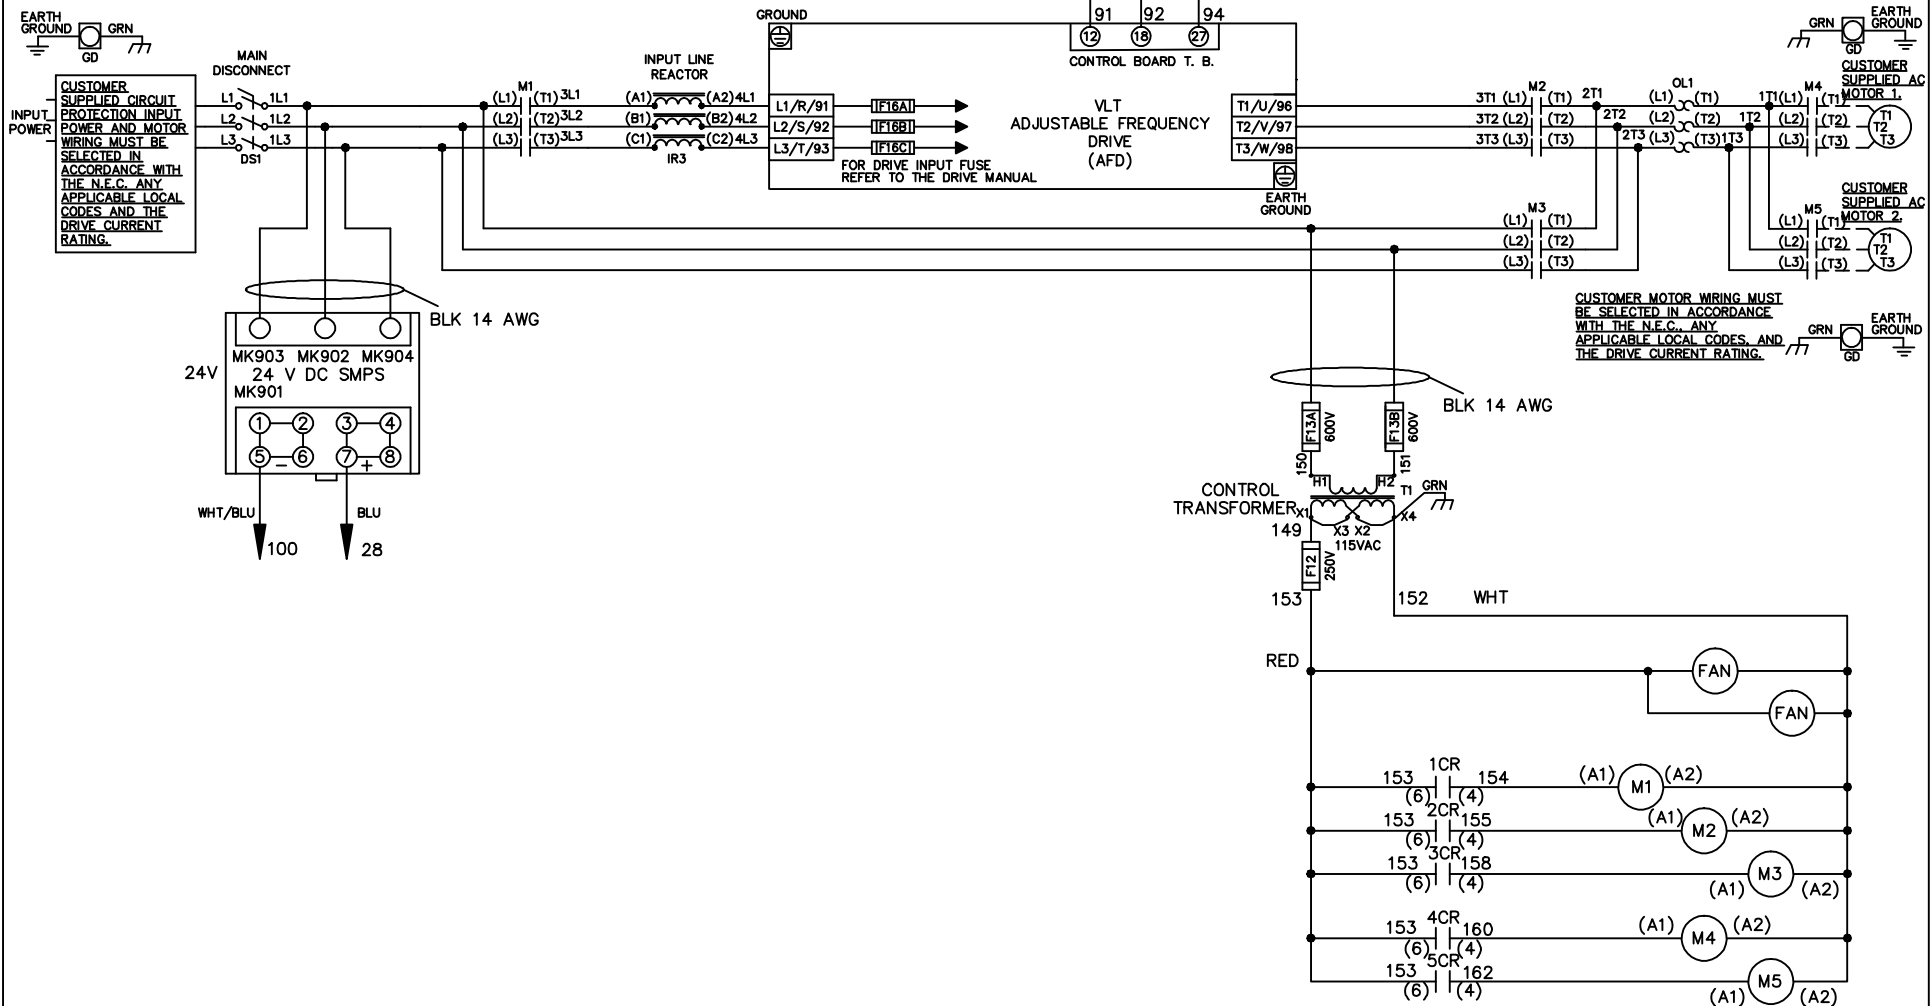 EARTH
GROUND
GRN
GD
CUSTOMER
SUPPLIED CIRCUIT
PROTECTION INPUT
POWER AND MOTOR
WIRING MUST BE
SELECTED IN
ACCORDANCE WITH
THE N.E.C. ANY
APPLICABLE LOCAL
CODES AND THE
DRIVE CURRENT
RATING.
INPUT
POWER
MAIN
DISCONNECT
L1 1L1
L2 1L2
L3 1L3
DS1
M1
(L1) (T1) 3L1
(L2) (T2) 3L2
(L3) (T3) 3L3
INPUT LINE
REACTOR
(A1) (A2) 4L1
(B1) (B2) 4L2
(C1) (C2) 4L3
IR3
GROUND
91 92 94
12 18 27
CONTROL BOARD T. B.
L1/R/91
L2/S/92
L3/T/93
F16A
F16B
F16C
FOR DRIVE INPUT FUSE
REFER TO THE DRIVE MANUAL
VLT
ADJUSTABLE FREQUENCY
DRIVE
(AFD)
T1/U/96
T2/V/97
T3/W/98
EARTH
GROUND
M2
3T1 (L1) (T1) 2T1
3T2 (L2) (T2) 2T2
3T3 (L3) (T3) 2T3
OL1
(L1) (T1) 1T1
(L2) (T2) 1T2
(L3) (T3) 1T3
M4
(L1) (T1)
(L2) (T2)
(L3) (T3)
GRN
GD
EARTH
GROUND
CUSTOMER
SUPPLIED AC
MOTOR 1.
T1
T2
T3
M3
(L1) (T1)
(L2) (T2)
(L3) (T3)
M5
(L1) (T1)
(L2) (T2)
(L3) (T3)
CUSTOMER
SUPPLIED AC
MOTOR 2.
T1
T2
T3
CUSTOMER MOTOR WIRING MUST
BE SELECTED IN ACCORDANCE
WITH THE N.E.C., ANY
APPLICABLE LOCAL CODES, AND
THE DRIVE CURRENT RATING.
GRN
GD
EARTH
GROUND
BLK 14 AWG
MK903 MK902 MK904
24V
24 V DC SMPS
MK901
1 2 3 4
5 - 6 7 + 8
WHT/BLU
BLU
100
28
BLK 14 AWG
F13A
600V
F13B
600V
150
151
H1 H2
T1
GRN
CONTROL
TRANSFORMER
X1
X3 X2
X4
115VAC
149
F12
250V
153
152
WHT
RED
FAN
FAN
1CR
153 154
(6) (4)
(A1) M1 (A2)
2CR
153 155
(6) (4)
(A1) M2 (A2)
3CR
153 158
(6) (4)
(A1) M3 (A2)
4CR
153 160
(6) (4)
(A1) M4 (A2)
5CR
153 162
(6) (4)
(A1) M5 (A2)